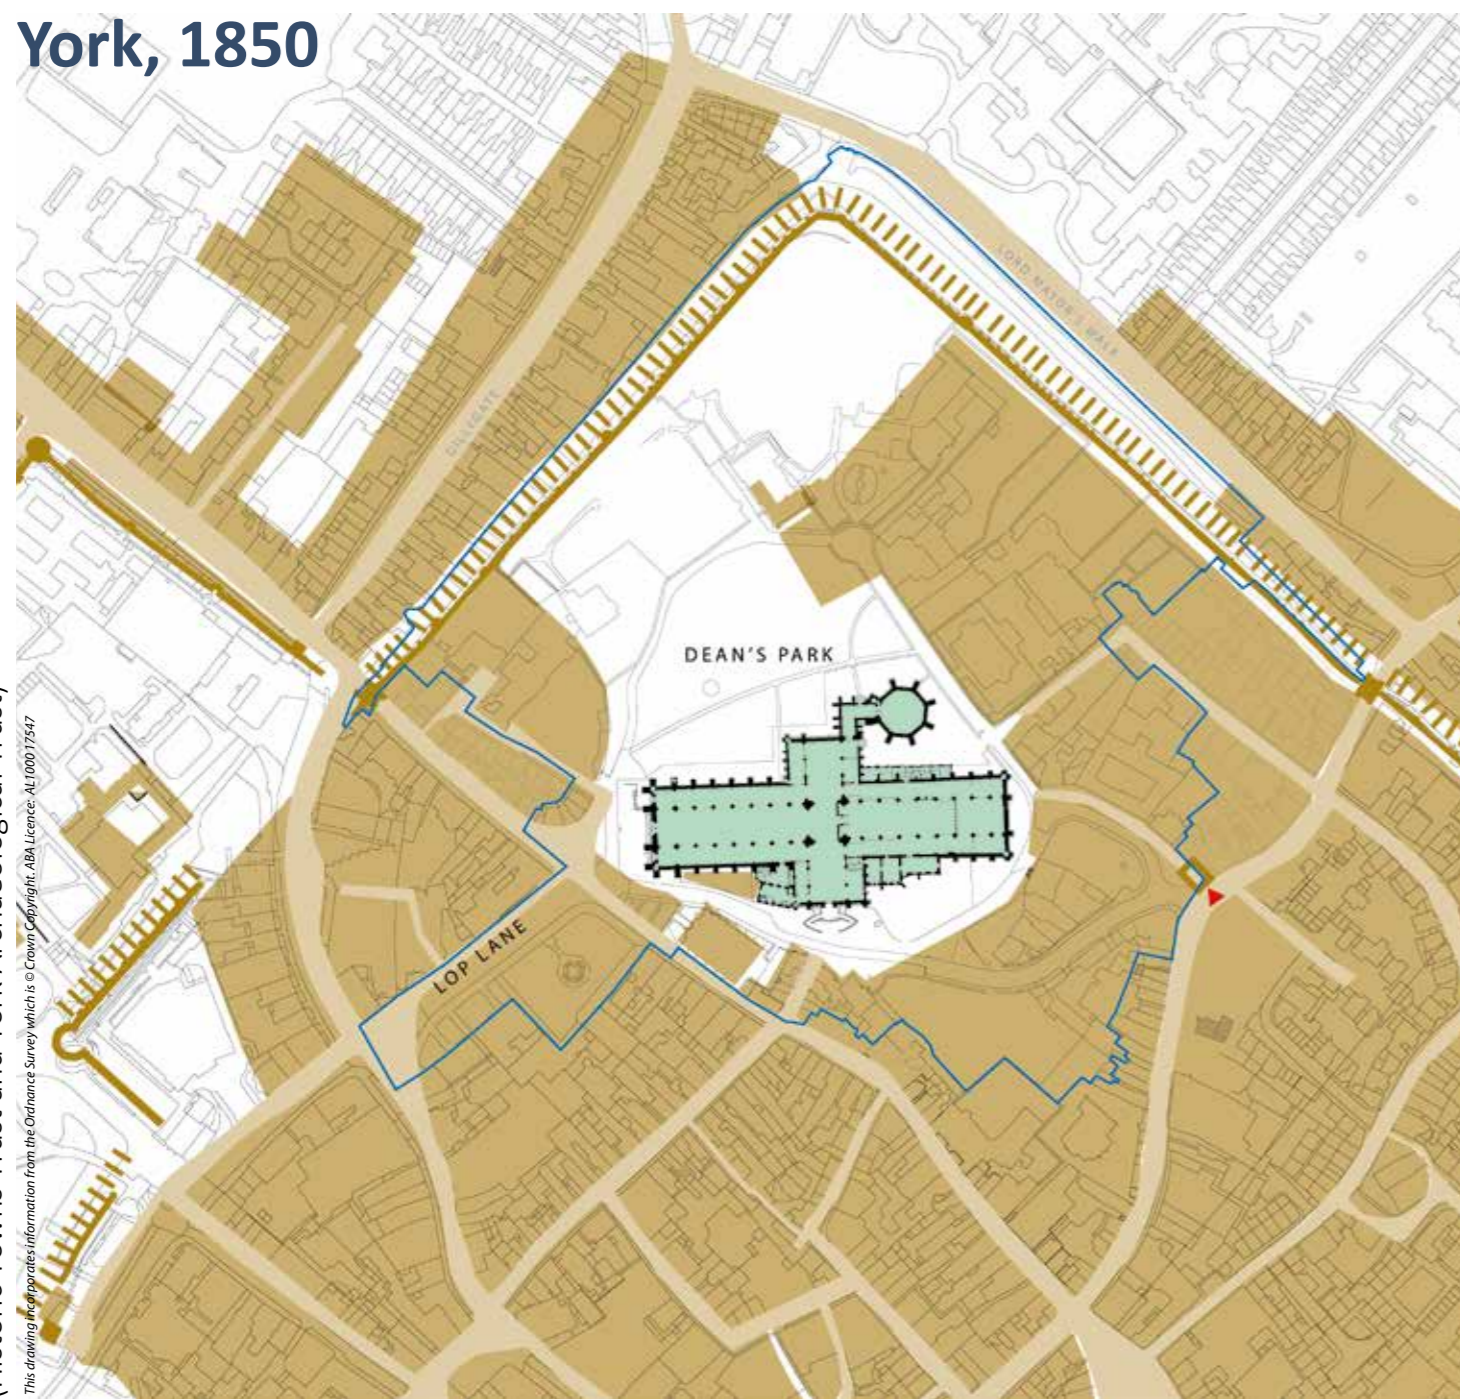 York, 1850
LORD MAYOR'S WALK
GILLYGATE
DEAN'S PARK
LOP LANE
This drawing incorporates information from the Ordnance Survey which is © Crown Copyright. ABA Licence: AL100017547